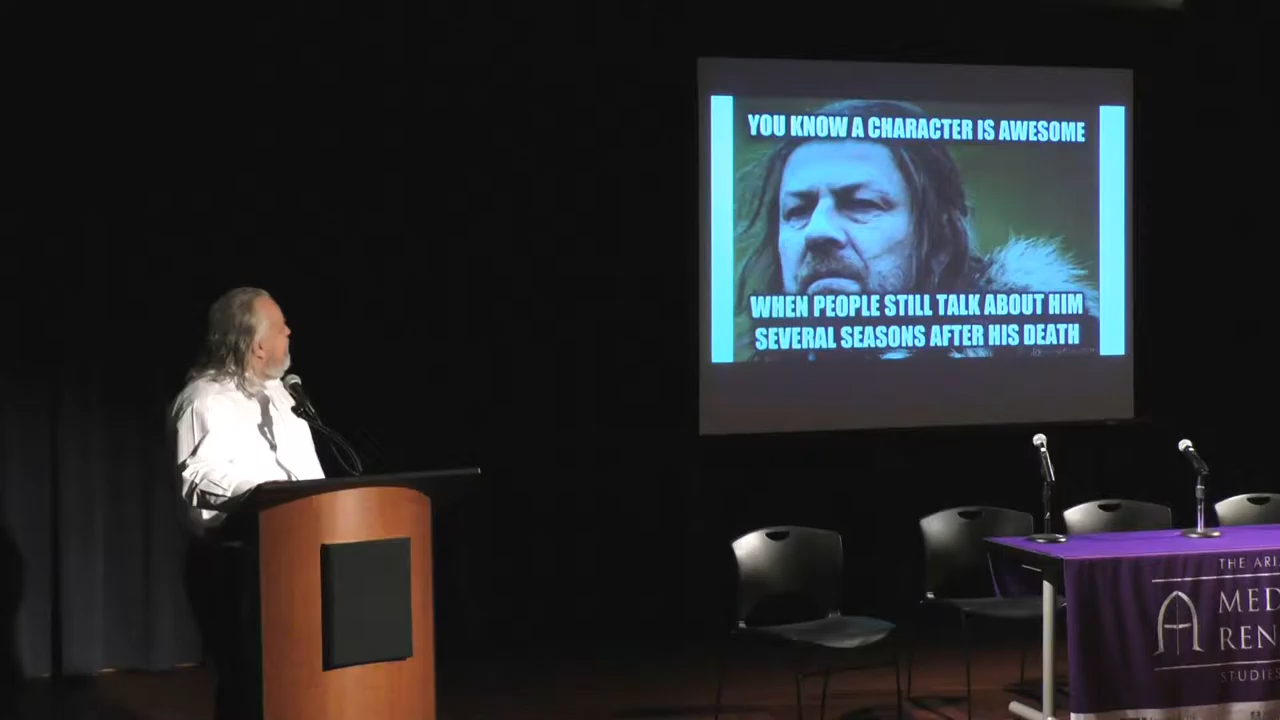 YOU KNOW A CHARACTER IS AWESOME
WHEN PEOPLE STILL TALK ABOUT HIM
SEVERAL SEASONS AFTER HIS DEATH
THE ARI
MED
REN
STUDIES